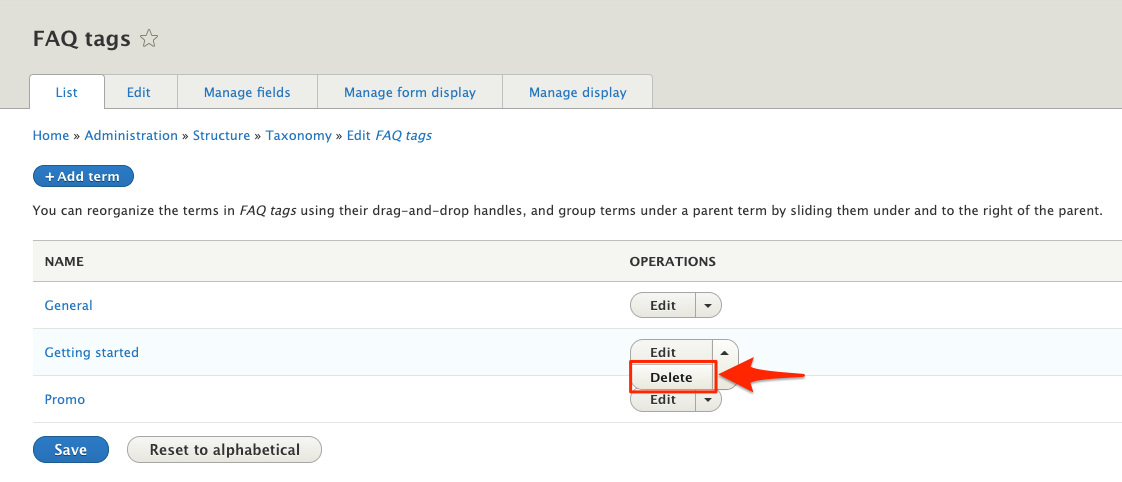 FAQ tags
List Edit Manage fields Manage form display Manage display
Home » Administration » Structure » Taxonomy » Edit FAQ tags
+ Add term
You can reorganize the terms in FAQ tags using their drag-and-drop handles, and group terms under a parent term by sliding them under and to the right of the parent.
NAME OPERATIONS
General Edit
Getting started Edit
Delete
Promo Edit
Save Reset to alphabetical